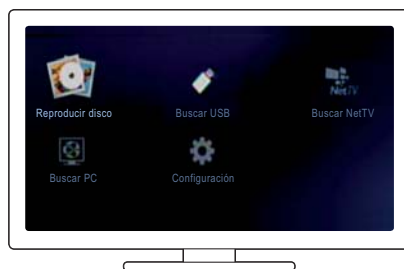 NetTV
Reproducir disco
Buscar USB
Buscar NetTV
Buscar PC
Configuración